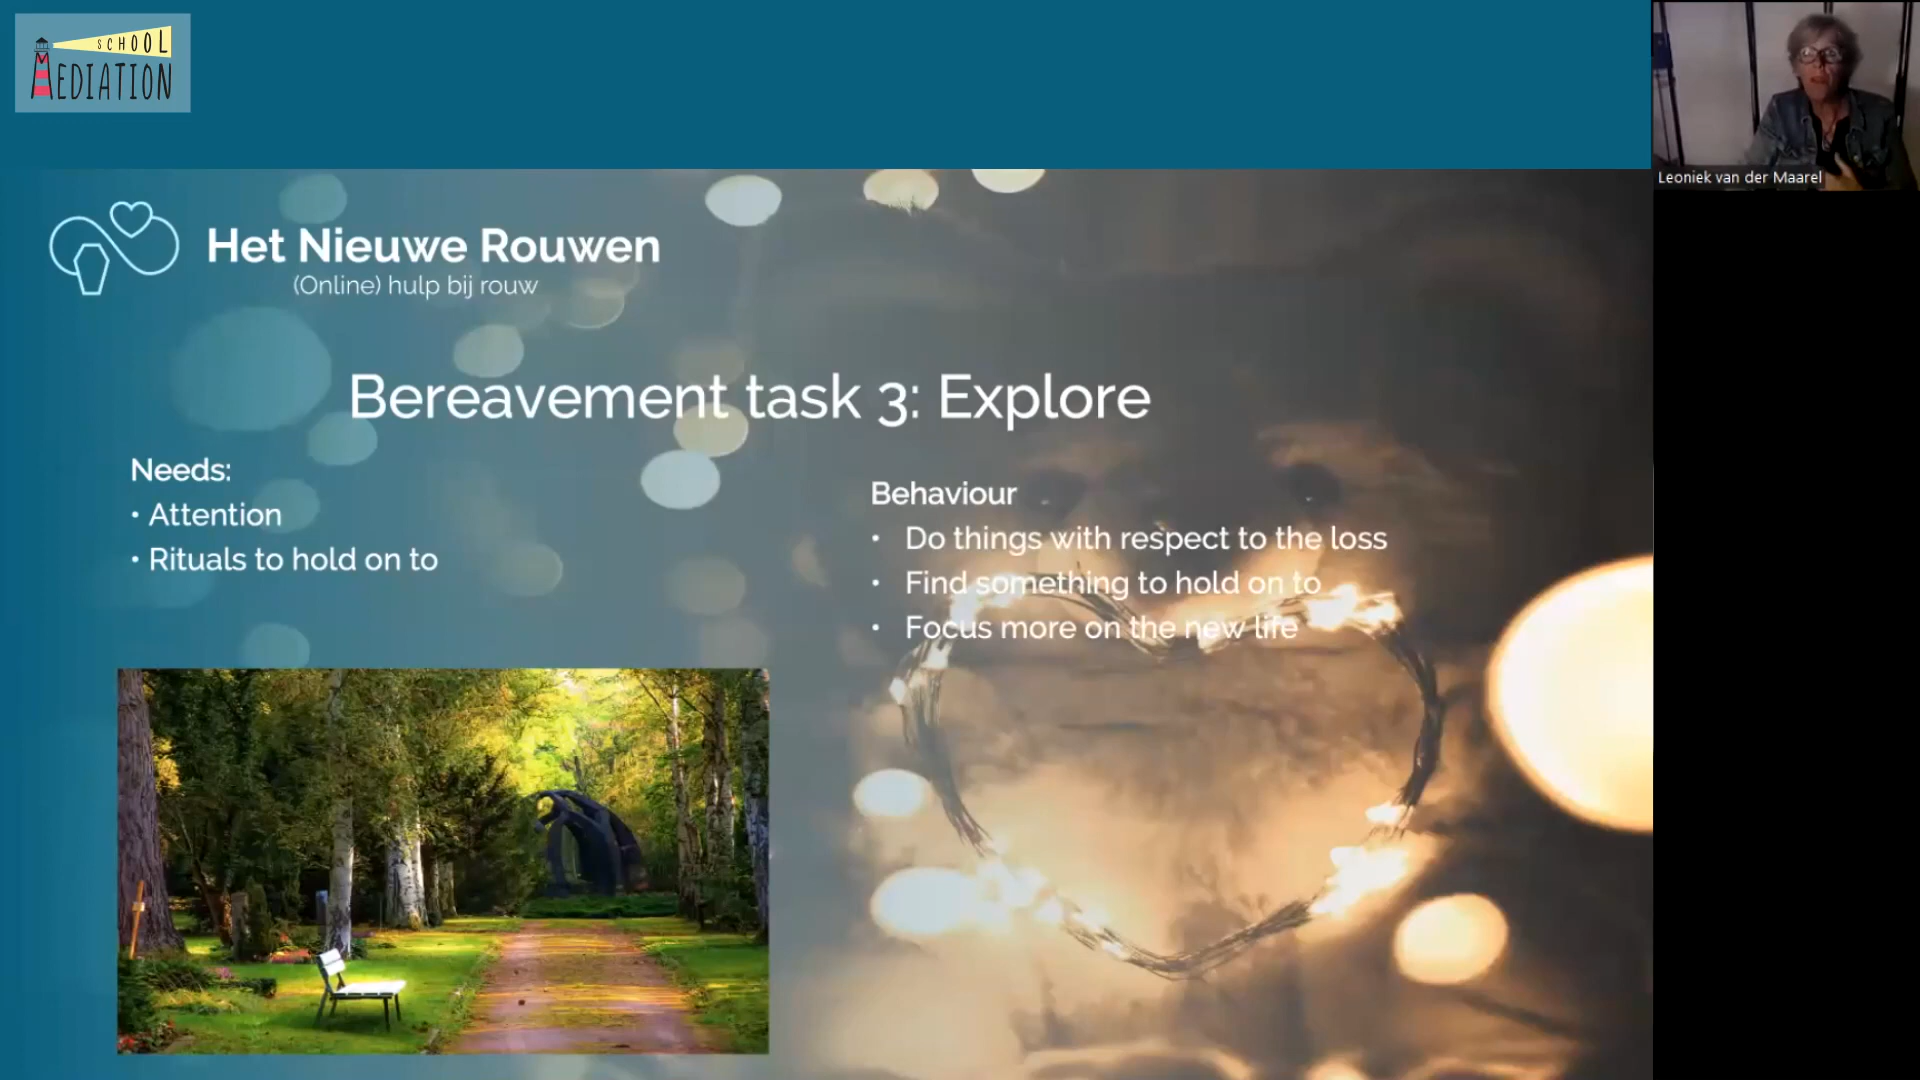 SCHOOL
MEDIATION
Leoniek van der Maarel
Het Nieuwe Rouwen
(Online) hulp bij rouw
Bereavement task 3: Explore
Needs:
• Attention
• Rituals to hold on to
Behaviour
• Do things with respect to the loss
• Find something to hold on to
• Focus more on the new life